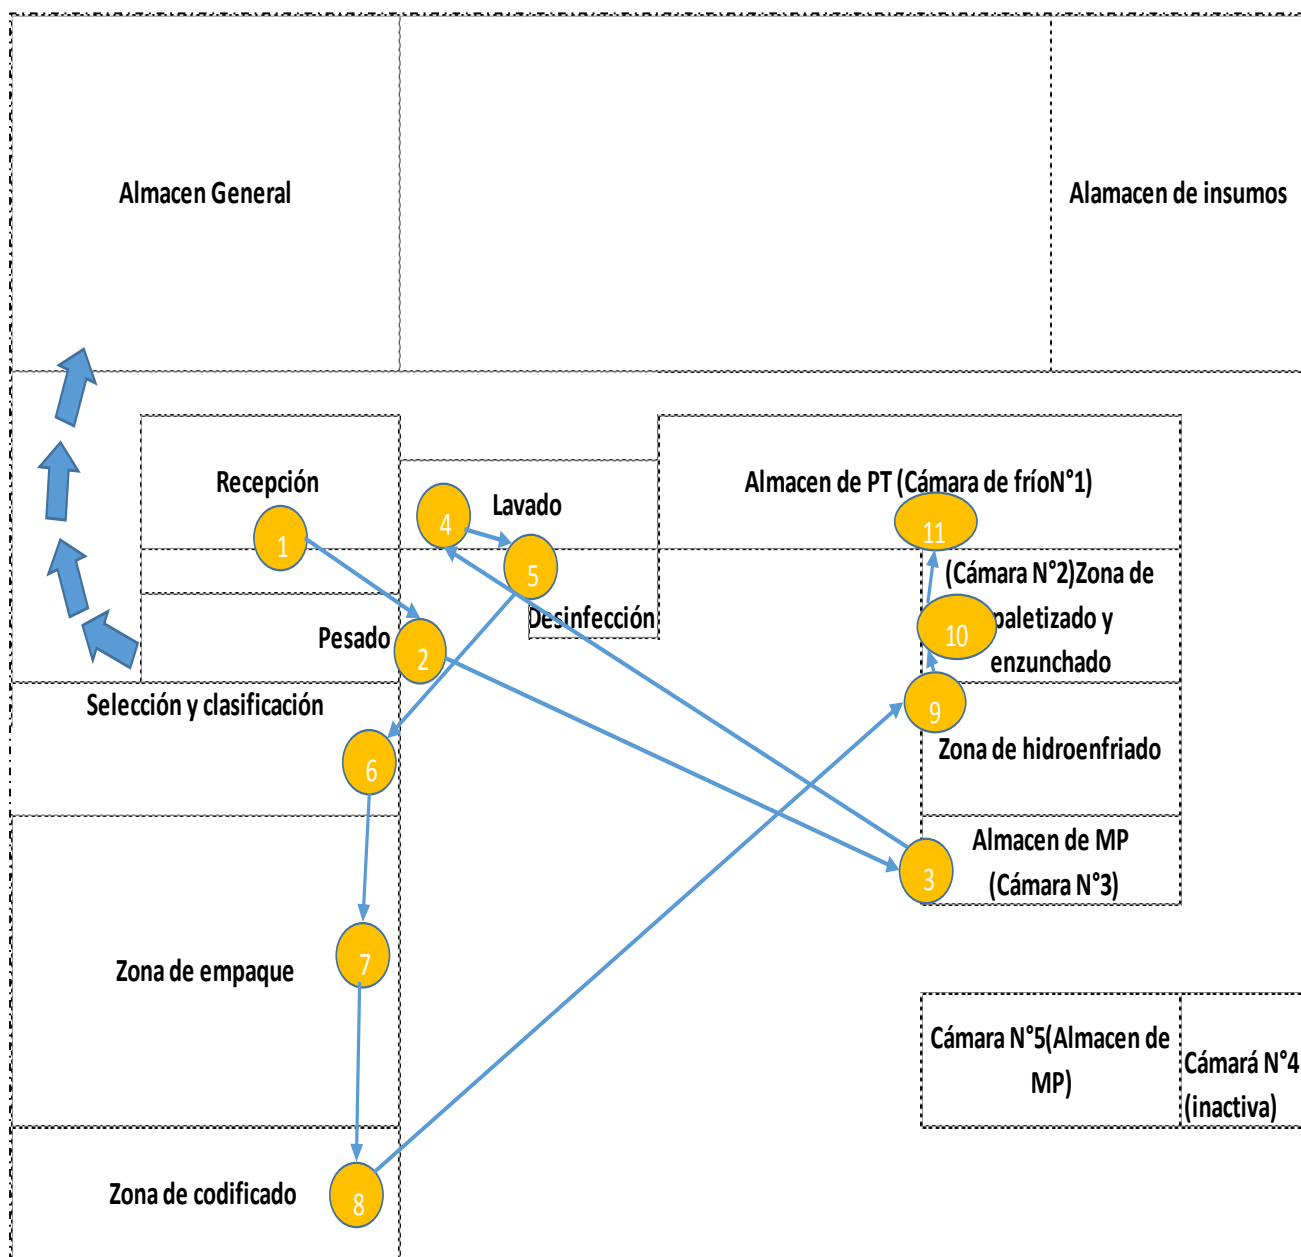 Almacen General
Alamacen de insumos
Recepción
1
Lavado
4
5
Desinfección
Almacen de PT (Cámara de fríoN°1)
11
(Cámara N°2)Zona de
paletizado y
enzunchado
10
Pesado
2
Selección y clasificación
6
9
Zona de hidroenfriado
Almacen de MP
(Cámara N°3)
3
Zona de empaque
7
Cámara N°5(Almacen de
MP)
Cámará N°4
(inactiva)
Zona de codificado
8